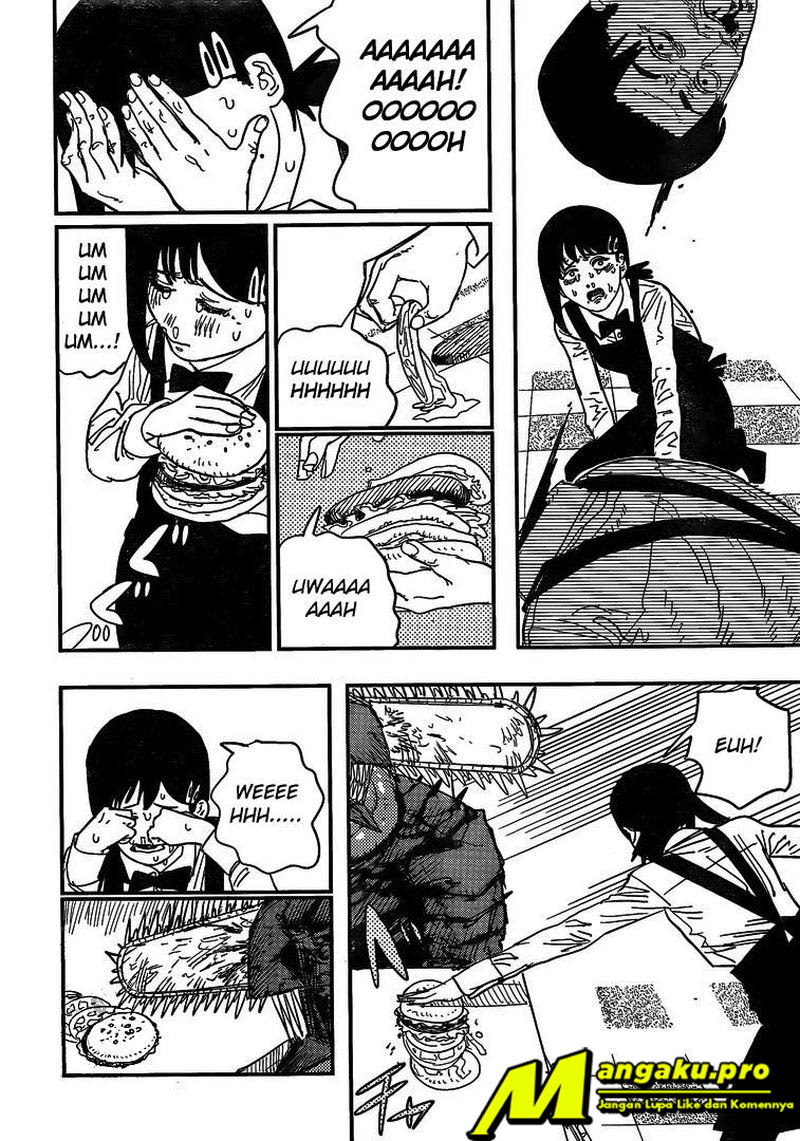 AAAAAAA
AAAAH!
OOOOOO
OOOOH
UM
UM
UM
UM
UM...!
UUUUUU
HHHHHH
UWAAAA
AAAH
WEEEE
HHH.....
EUH!
Mangaku.pro
Jangan Lupa Like dan Komennya